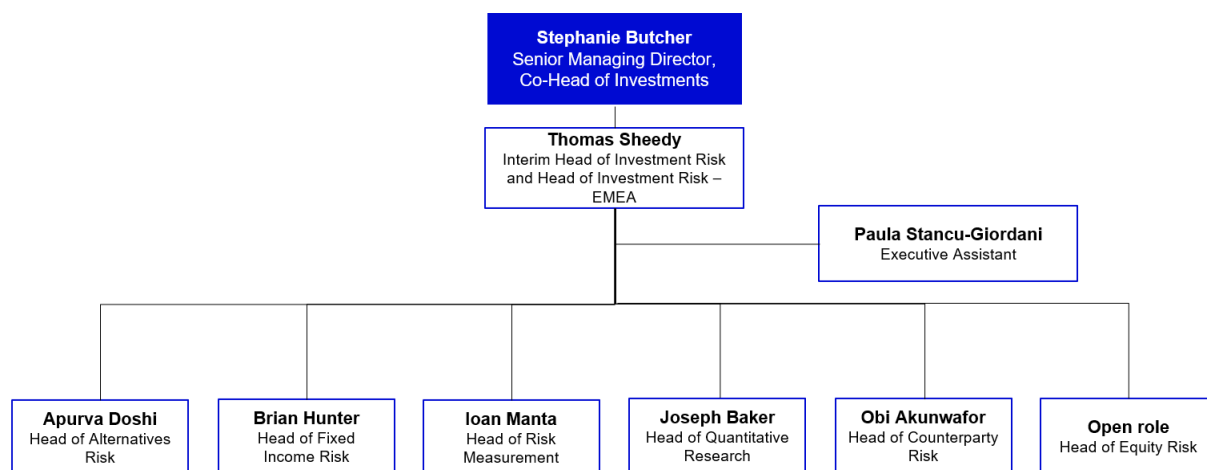 Stephanie Butcher
Senior Managing Director,
Co-Head of Investments
Thomas Sheedy
Interim Head of Investment Risk
and Head of Investment Risk –
EMEA
Paula Stancu-Giordani
Executive Assistant
Apurva Doshi
Head of Alternatives
Risk
Brian Hunter
Head of Fixed
Income Risk
Ioan Manta
Head of Risk
Measurement
Joseph Baker
Head of Quantitative
Research
Obi Akunwafor
Head of Counterparty
Risk
Open role
Head of Equity Risk